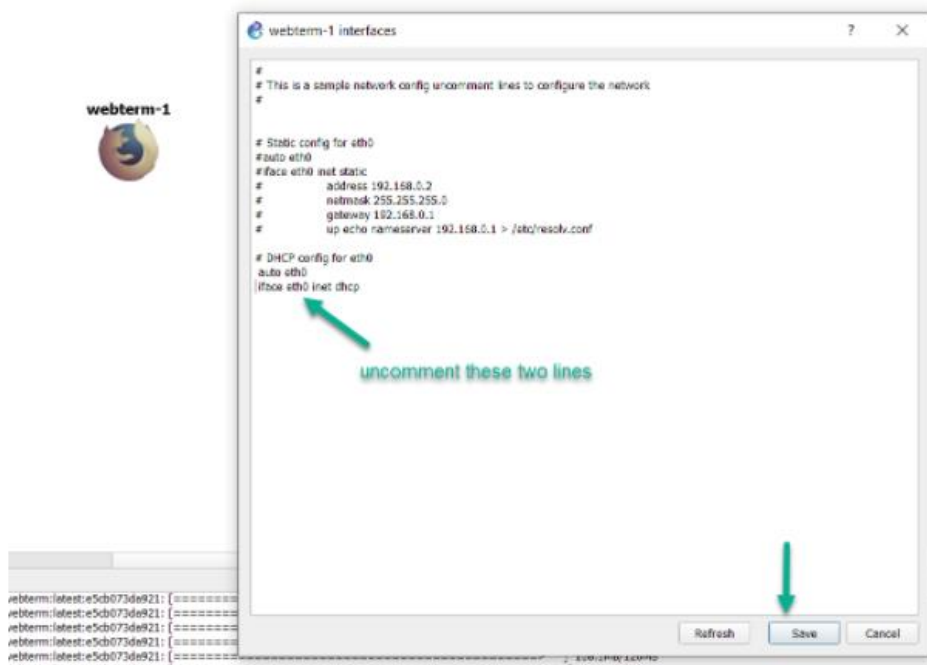 webterm-1 interfaces
?
webterm-1
#
# This is a sample network config uncomment lines to configure the network
#
# Static config for eth0
#auto eth0
#iface eth0 inet static
# address 192.168.0.2
# netmask 255.255.255.0
# gateway 192.168.0.1
# up echo nameserver 192.168.0.1 > /etc/resolv.conf
# DHCP config for eth0
auto eth0
iface eth0 inet dhcp
uncomment these two lines
webterm:latest:e5cb073da921: [========
webterm:latest:e5cb073da921: [========
webterm:latest:e5cb073da921: [========
webterm:latest:e5cb073da921: [========
webterm:latest:e5cb073da921: [========
Refresh Save Cancel